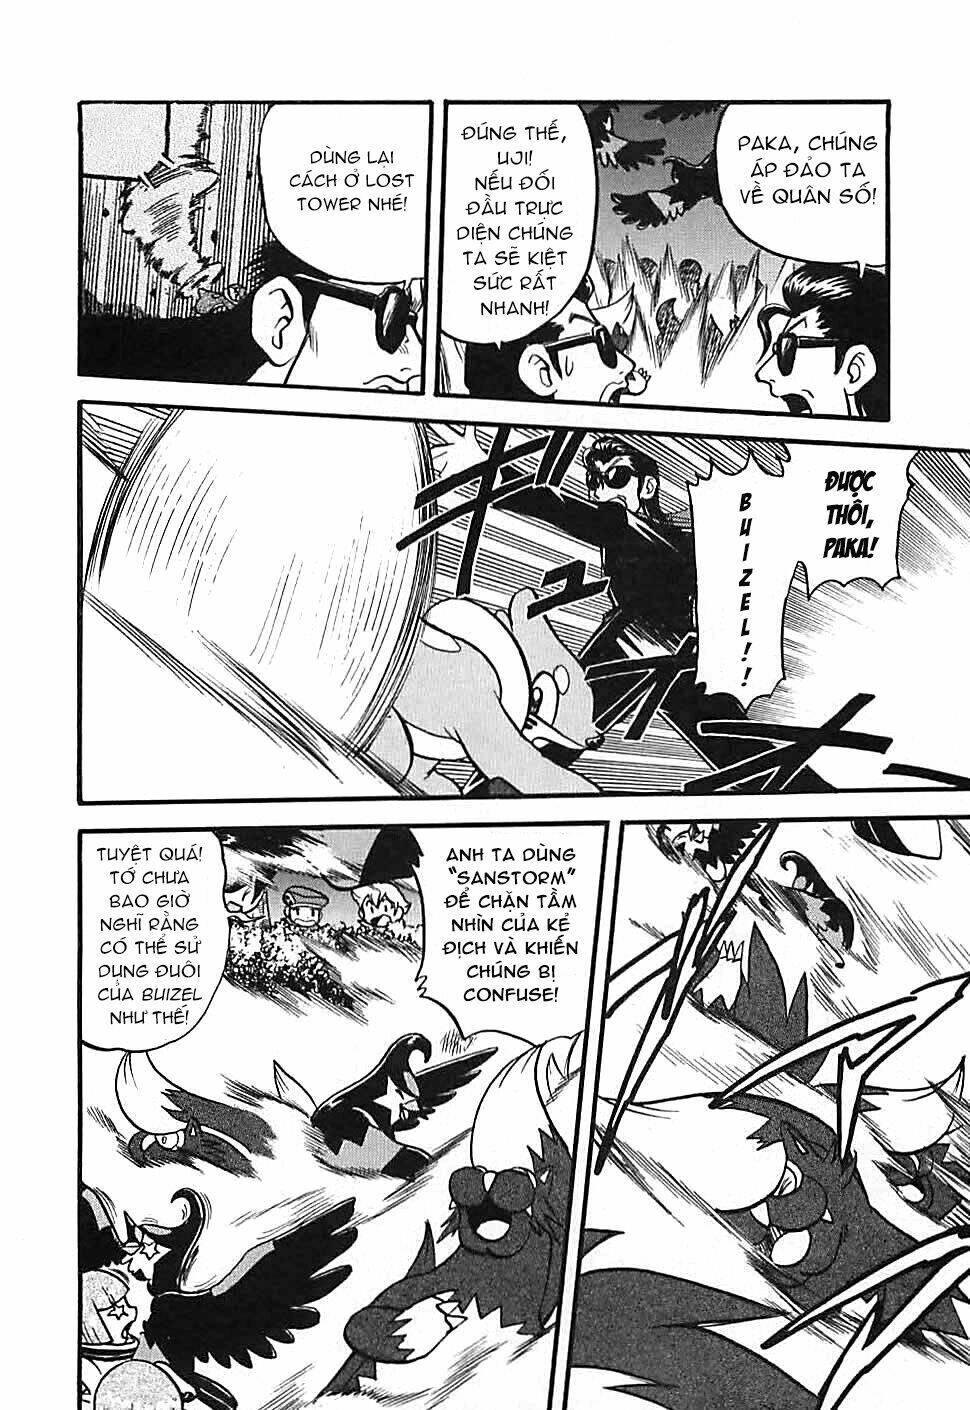 PAKA, CHÚNG
ÁP ĐẢO TA
VỀ QUÂN SỐ!
ĐÚNG THẾ,
UJI!
NẾU ĐỐI
ĐẦU TRỰC
DIỆN CHÚNG
TA SẼ KIỆT
SỨC RẤT
NHANH!
DÙNG LẠI
CÁCH Ở LOST
TOWER NHÉ!
ĐƯỢC
THÔI,
PAKA!
BUIZEL!!
ANH TA DÙNG
"SANSTORM"
ĐỂ CHẮN TẦM
NHÌN CỦA KẺ
ĐỊCH VÀ KHIẾN
CHÚNG BỊ
CONFUSE!
TUYỆT QUÁ!
TỚ CHƯA
BAO GIỜ
NGHĨ RẰNG
CÓ THỂ SỬ
DỤNG ĐUÔI
CỦA BUIZEL
NHƯ THẾ!